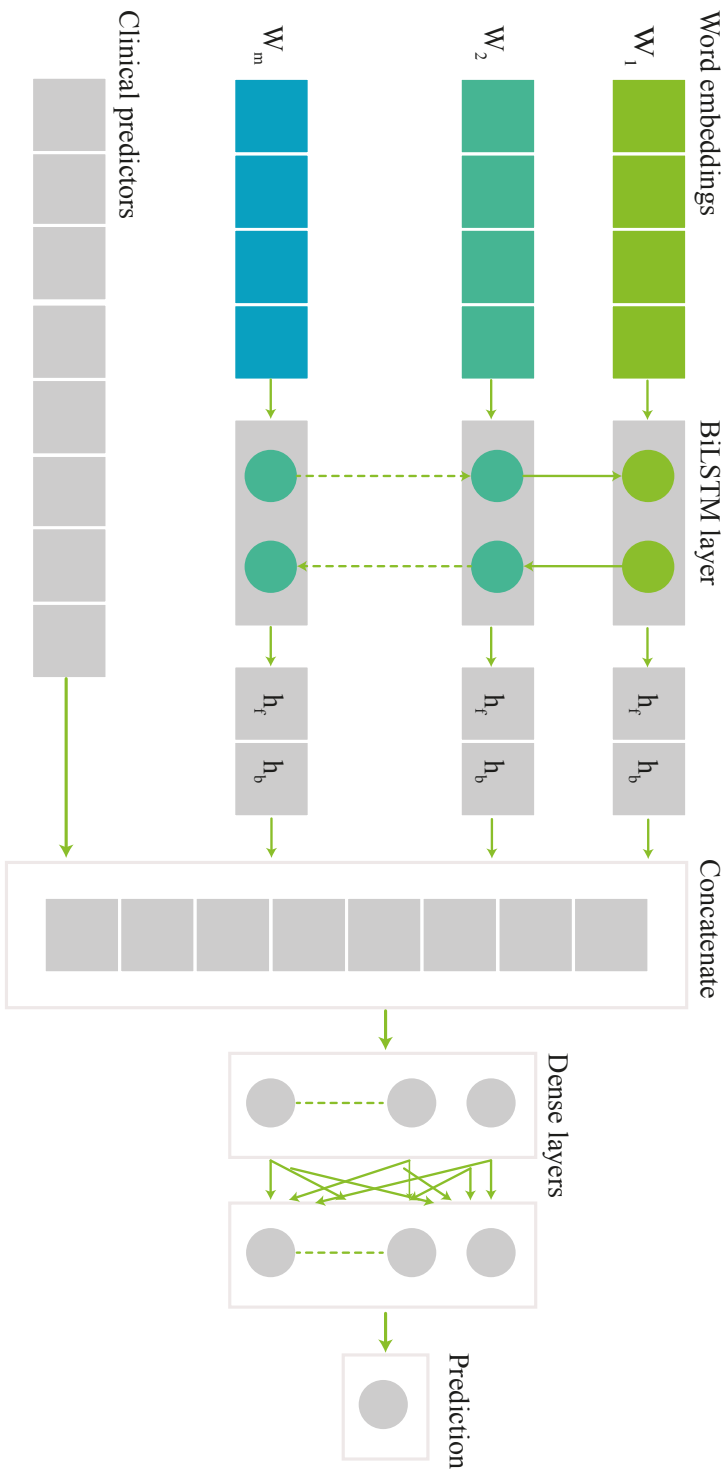 Word embeddings
W1
W2
Wm
Clinical predictors
BiLSTM layer
hf hb
hf hb
hf hb
Concatenate
Dense layers
Prediction